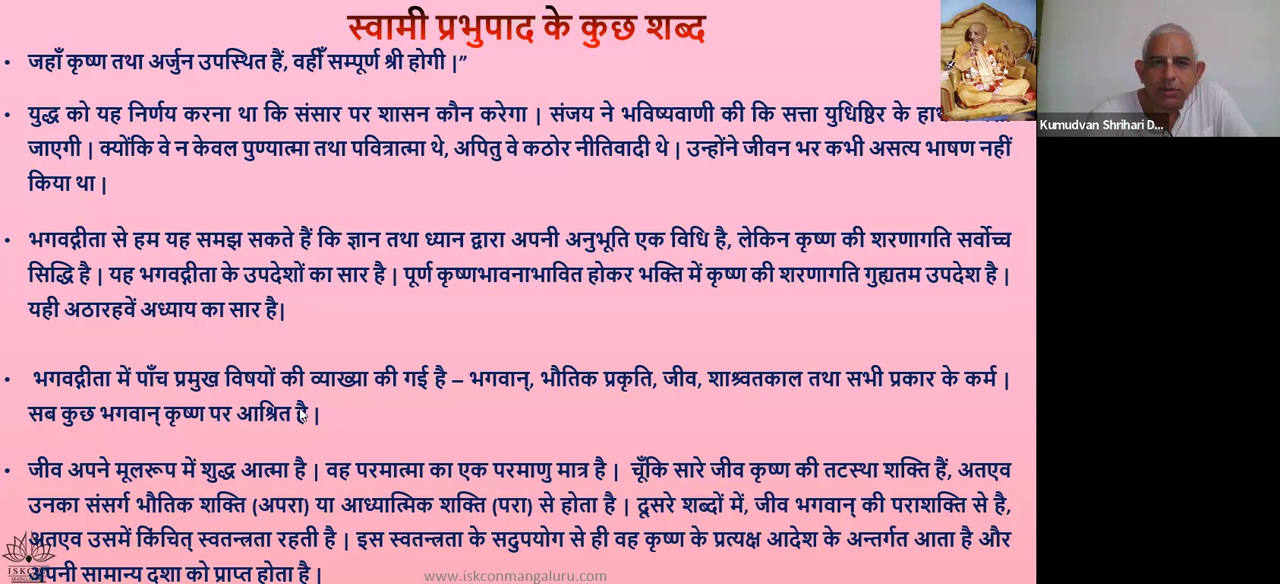 स्वामी प्रभुपाद के कुछ शब्द
• जहाँ कृष्ण तथा अर्जुन उपस्थित हैं, वहीँ सम्पूर्ण श्री होगी |”
• युद्ध को यह निर्णय करना था कि संसार पर शासन कौन करेगा | संजय ने भविष्यवाणी की कि सत्ता युधिष्ठिर के
जाएगी | क्योंकि वे न केवल पुण्यात्मा तथा पवित्रात्मा थे, अपितु वे कठोर नीतिवादी थे | उन्होंने जीवन भर कभी असत्य भाषण नहीं
किया था |
• भगवद्गीता से हम यह समझ सकते हैं कि ज्ञान तथा ध्यान द्वारा अपनी अनुभूति एक विधि है, लेकिन कृष्ण की शरणागति सर्वोच्च
सिद्धि है | यह भगवद्गीता के उपदेशों का सार है | पूर्ण कृष्णभावनाभावित होकर भक्ति में कृष्ण की शरणागति गुह्यतम उपदेश है |
यही अठारहवें अध्याय का सार है|
• भगवद्गीता में पाँच प्रमुख विषयों की व्याख्या की गई है – भगवान्, भौतिक प्रकृति, जीव, शाश्र्वतकाल तथा सभी प्रकार के कर्म |
सब कुछ भगवान् कृष्ण पर आश्रित है |
• जीव अपने मूलरूप में शुद्ध आत्मा है | वह परमात्मा का एक परमाणु मात्र है | चूँकि सारे जीव कृष्ण की तटस्था शक्ति हैं, अतएव
उनका संसर्ग भौतिक शक्ति (अपरा) या आध्यात्मिक शक्ति (परा) से होता है | दूसरे शब्दों में, जीव भगवान् की पराशक्ति से है,
अतएव उसमें किंचित् स्वतन्त्रता रहती है | इस स्वतन्त्रता के सदुपयोग से ही वह कृष्ण के प्रत्यक्ष आदेश के अन्तर्गत आता है और
अपनी सामान्य दशा को प्राप्त होता है |
www.iskconmangaluru.com
ISKCON
Kumudvan Shrihari D...